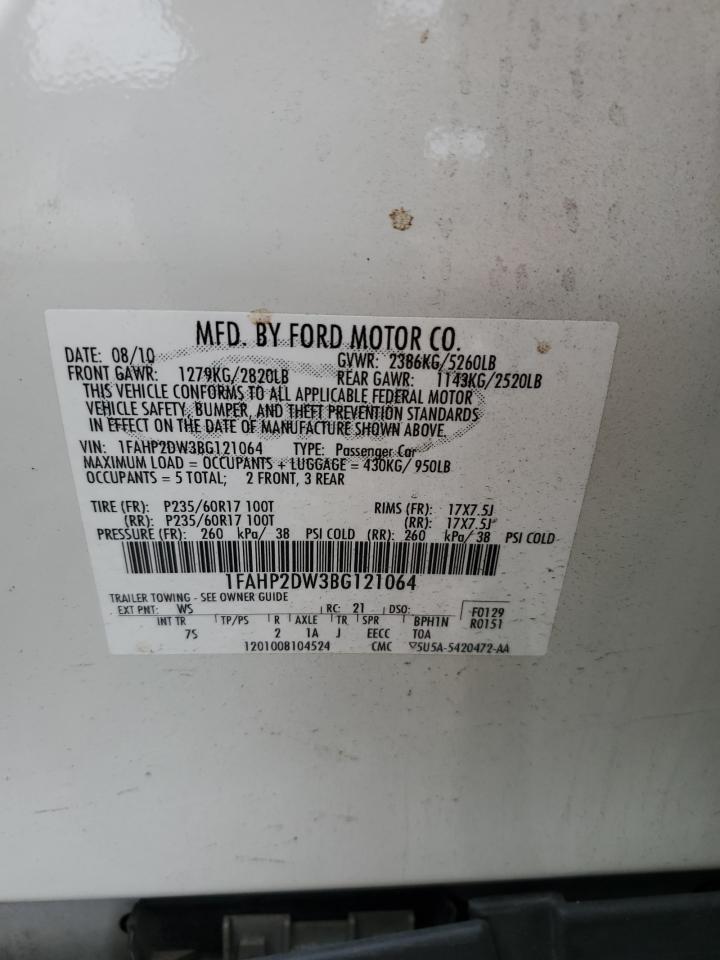 MFD. BY FORD MOTOR CO.
DATE: 08/10 GVWR: 2386KG/5260LB
FRONT GAWR: 1279KG/2820LB REAR GAWR: 1143KG/2520LB
THIS VEHICLE CONFORMS TO ALL APPLICABLE FEDERAL MOTOR
VEHICLE SAFETY, BUMPER, AND THEFT PREVENTION STANDARDS
IN EFFECT ON THE DATE OF MANUFACTURE SHOWN ABOVE.
VIN: 1FAHP2DW3BG121064 TYPE: Passenger Car
MAXIMUM LOAD = OCCUPANTS + LUGGAGE = 430KG/ 950LB
OCCUPANTS = 5 TOTAL; 2 FRONT, 3 REAR
TIRE (FR): P235/60R17 100T RIMS (FR): 17X7.5J
(RR): P235/60R17 100T (RR): 17X7.5J
PRESSURE (FR): 260 kPa/ 38 PSI COLD (RR): 260 kPa/ 38 PSI COLD
1FAHP2DW3BG121064
TRAILER TOWING - SEE OWNER GUIDE
EXT PNT: WS RC: 21 DSO: F0129
INT TR TP/PS R AXLE TR SPR BPH1N R0151
7S 2 1A J EECC TOA
1201008104524 CMC 5U5A-5420472-AA